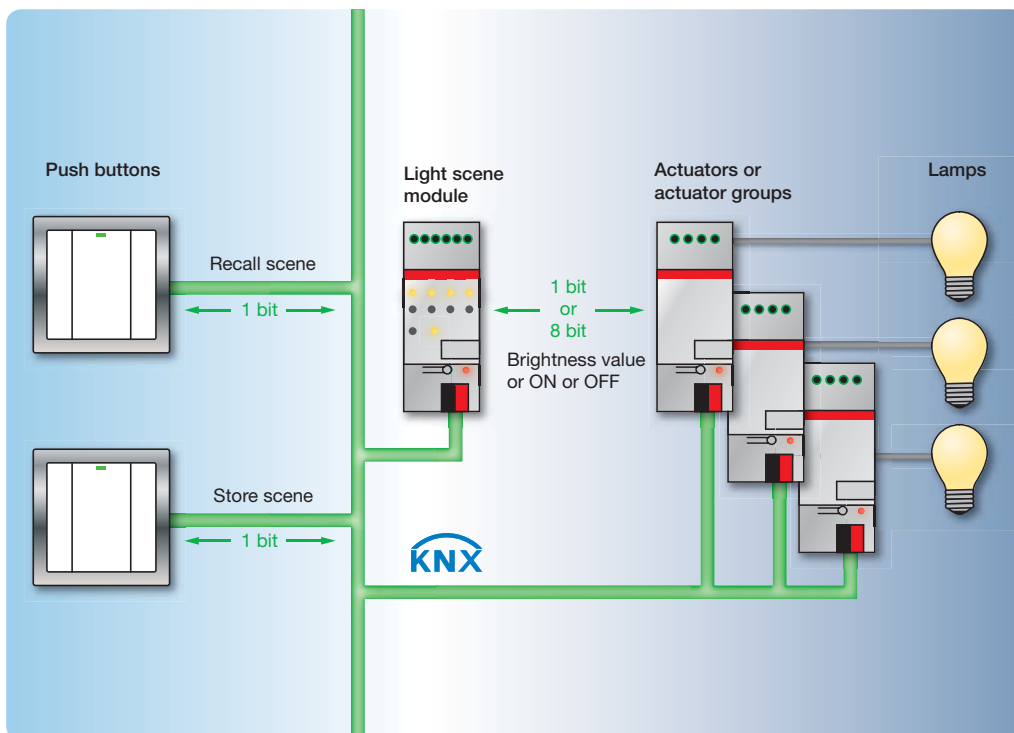 Push buttons
Light scene
module
Actuators or
actuator groups
Lamps
Recall scene
1 bit
1 bit
or
8 bit
Brightness value
or ON or OFF
Store scene
1 bit
KNX